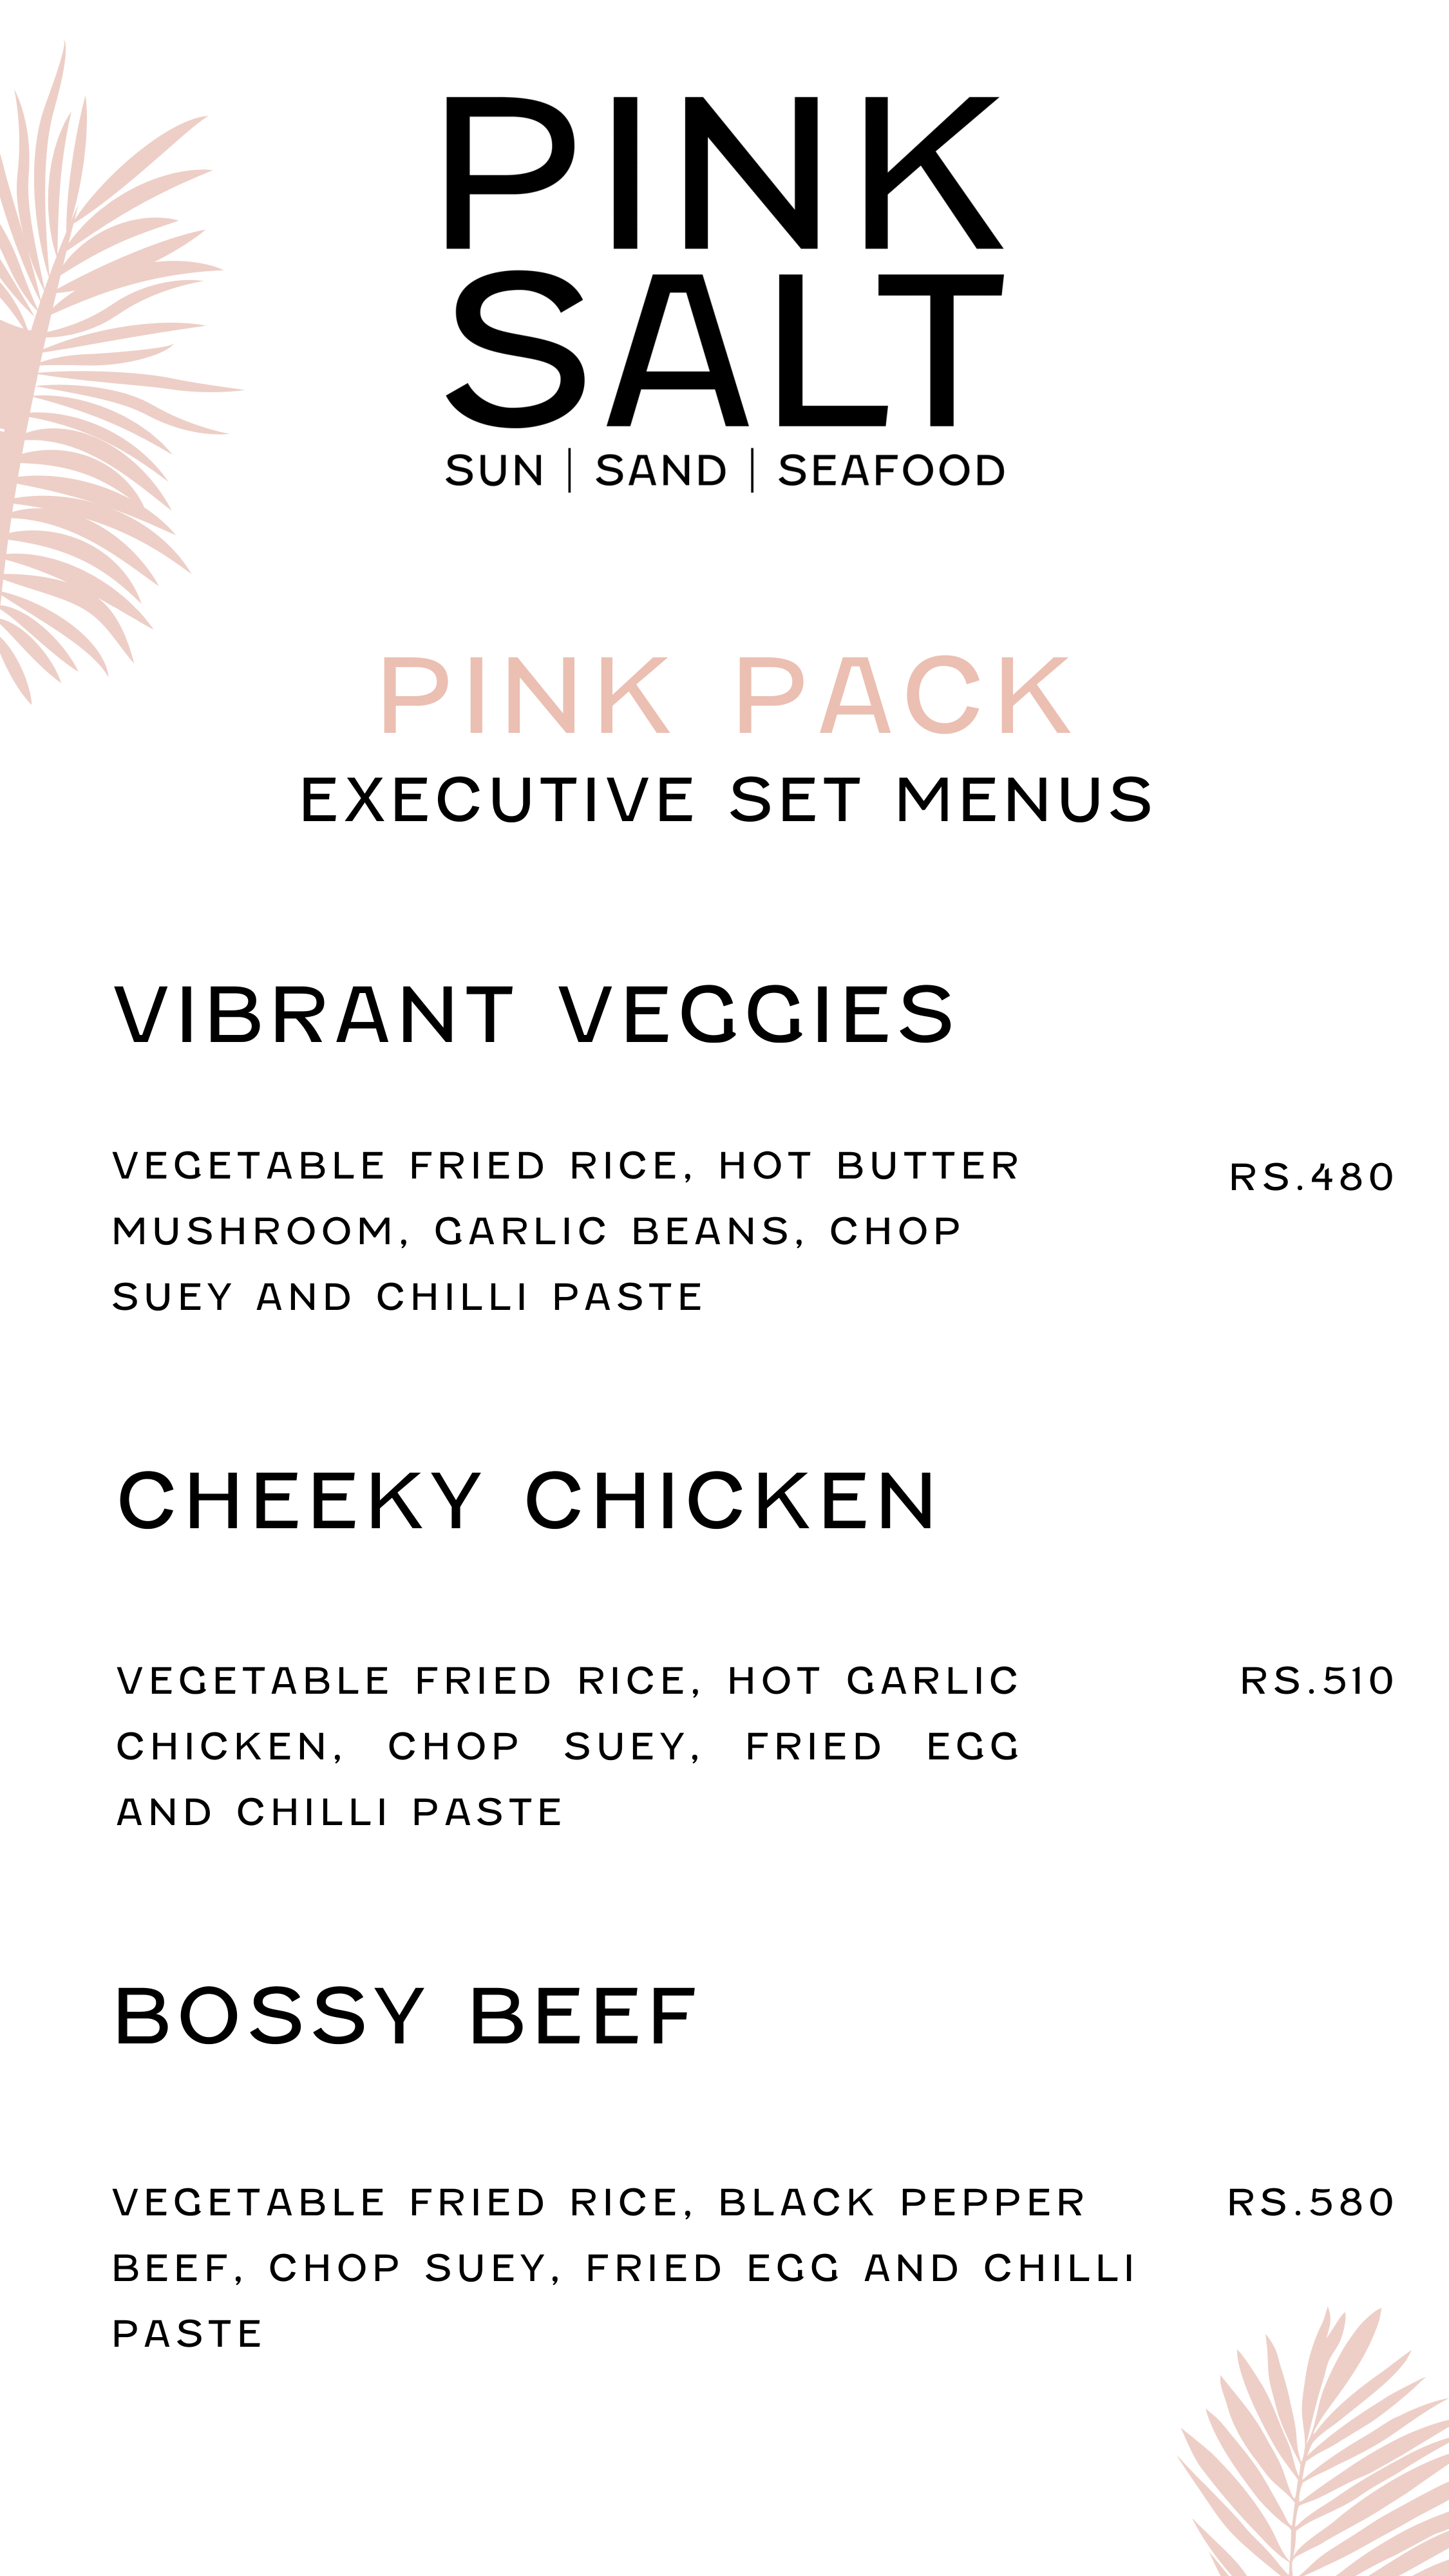 PINK
SALT
SUN | SAND | SEAFOOD
PINK PACK
EXECUTIVE SET MENUS
VIBRANT VEGGIES
VEGETABLE FRIED RICE, HOT BUTTER
MUSHROOM, GARLIC BEANS, CHOP
SUEY AND CHILLI PASTE
RS.480
CHEEKY CHICKEN
VEGETABLE FRIED RICE, HOT GARLIC
CHICKEN, CHOP SUEY, FRIED EGG
AND CHILLI PASTE
RS.510
BOSSY BEEF
VEGETABLE FRIED RICE, BLACK PEPPER
BEEF, CHOP SUEY, FRIED EGG AND CHILLI
PASTE
RS.580